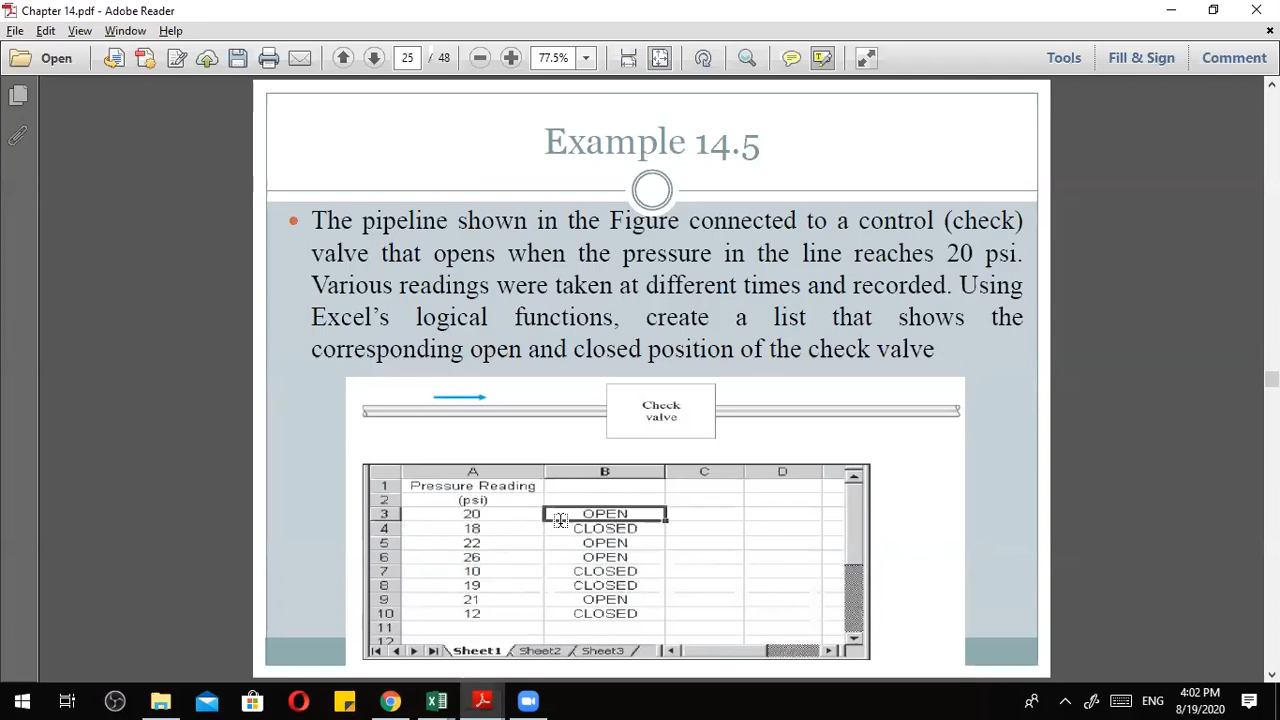 Chapter 14.pdf - Adobe Reader
File Edit View Window Help
Open 25 / 48 77.5% Tools Fill & Sign Comment
Example 14.5
• The pipeline shown in the Figure connected to a control (check)
valve that opens when the pressure in the line reaches 20 psi.
Various readings were taken at different times and recorded. Using
Excel's logical functions, create a list that shows the
corresponding open and closed position of the check valve
Check
valve
A B C D
1 Pressure Reading
2 (psi)
3 20 OPEN
4 18 CLOSED
5 22 OPEN
6 26 OPEN
7 10 CLOSED
8 19 CLOSED
9 21 OPEN
10 12 CLOSED
11
12
Sheet1 Sheet2 Sheet3
ENG
4:02 PM
8/19/2020